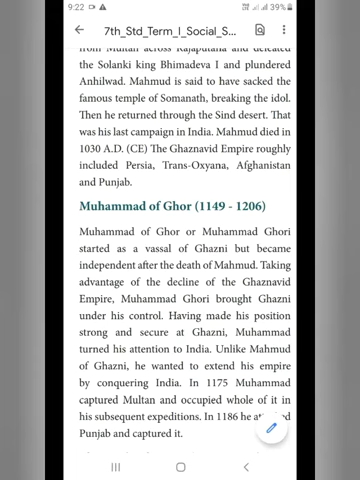 9:22
39%
7th_Std_Term_I_Social_S...
from Multan across Rajaputana and defeated
the Solanki king Bhimadeva I and plundered
Anhilwad. Mahmud is said to have sacked the
famous temple of Somanath, breaking the idol.
Then he returned through the Sind desert. That
was his last campaign in India. Mahmud died in
1030 A.D. (CE) The Ghaznavid Empire roughly
included Persia, Trans-Oxyana, Afghanistan
and Punjab.
Muhammad of Ghor (1149 - 1206)
Muhammad of Ghor or Muhammad Ghori
started as a vassal of Ghazni but became
independent after the death of Mahmud. Taking
advantage of the decline of the Ghaznavid
Empire, Muhammad Ghori brought Ghazni
under his control. Having made his position
strong and secure at Ghazni, Muhammad
turned his attention to India. Unlike Mahmud
of Ghazni, he wanted to extend his empire
by conquering India. In 1175 Muhammad
captured Multan and occupied whole of it in
his subsequent expeditions. In 1186 he
Punjab and captured it.